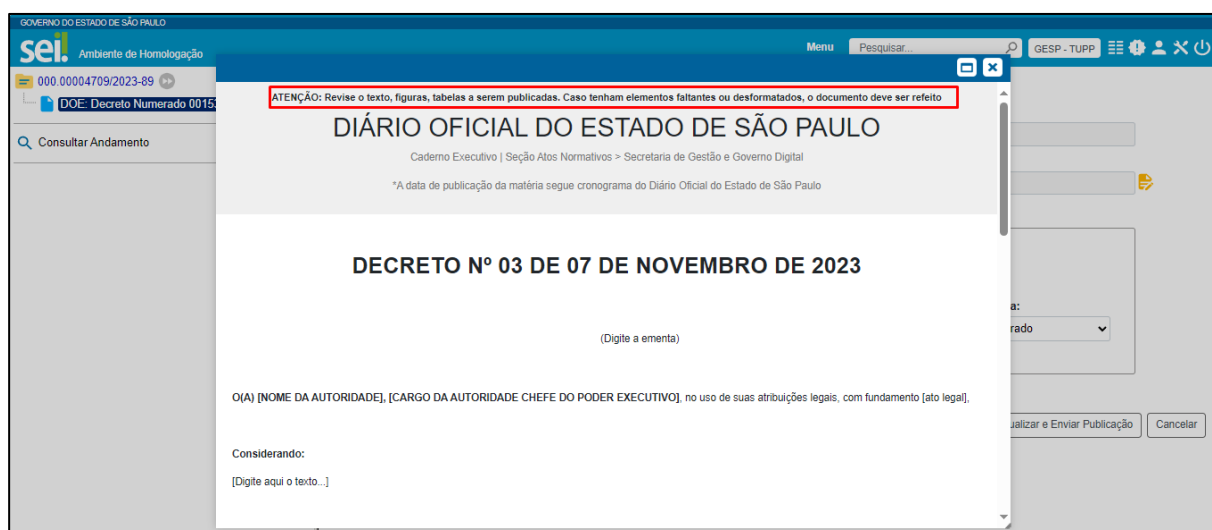 GOVERNO DO ESTADO DE SÃO PAULO
sei! Ambiente de Homologação
Menu Pesquisar... GESP - TUPP
000.00004709/2023-89
DOE: Decreto Numerado 0015
Consultar Andamento
ATENÇÃO: Revise o texto, figuras, tabelas a serem publicadas. Caso tenham elementos faltantes ou desformatados, o documento deve ser refeito
DIÁRIO OFICIAL DO ESTADO DE SÃO PAULO
Caderno Executivo | Seção Atos Normativos > Secretaria de Gestão e Governo Digital
*A data de publicação da matéria segue cronograma do Diário Oficial do Estado de São Paulo
DECRETO Nº 03 DE 07 DE NOVEMBRO DE 2023
a:
rado
(Digite a ementa)
O(A) [NOME DA AUTORIDADE], [CARGO DA AUTORIDADE CHEFE DO PODER EXECUTIVO], no uso de suas atribuições legais, com fundamento [ato legal],
ualizar e Enviar Publicação Cancelar
Considerando:
[Digite aqui o texto...]